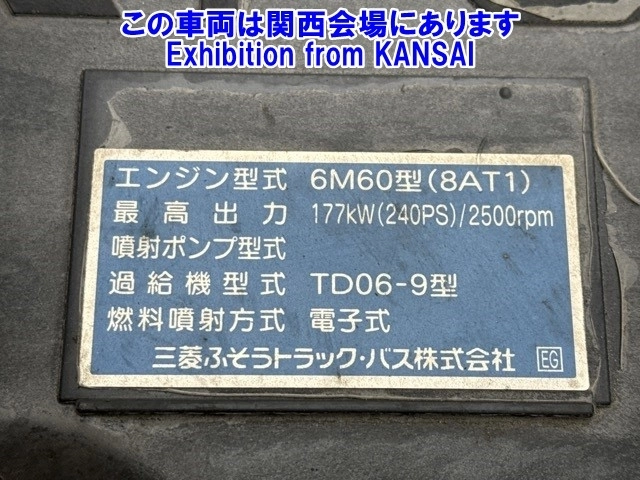 この車両は関西会場にあります
Exhibition from KANSAI
エンジン型式 6M60型(8AT1)
最高出力 177kW(240PS)/2500rpm
噴射ポンプ型式
過給機型式 TD06-9型
燃料噴射方式 電子式
三菱ふそうトラック・バス株式会社 EG